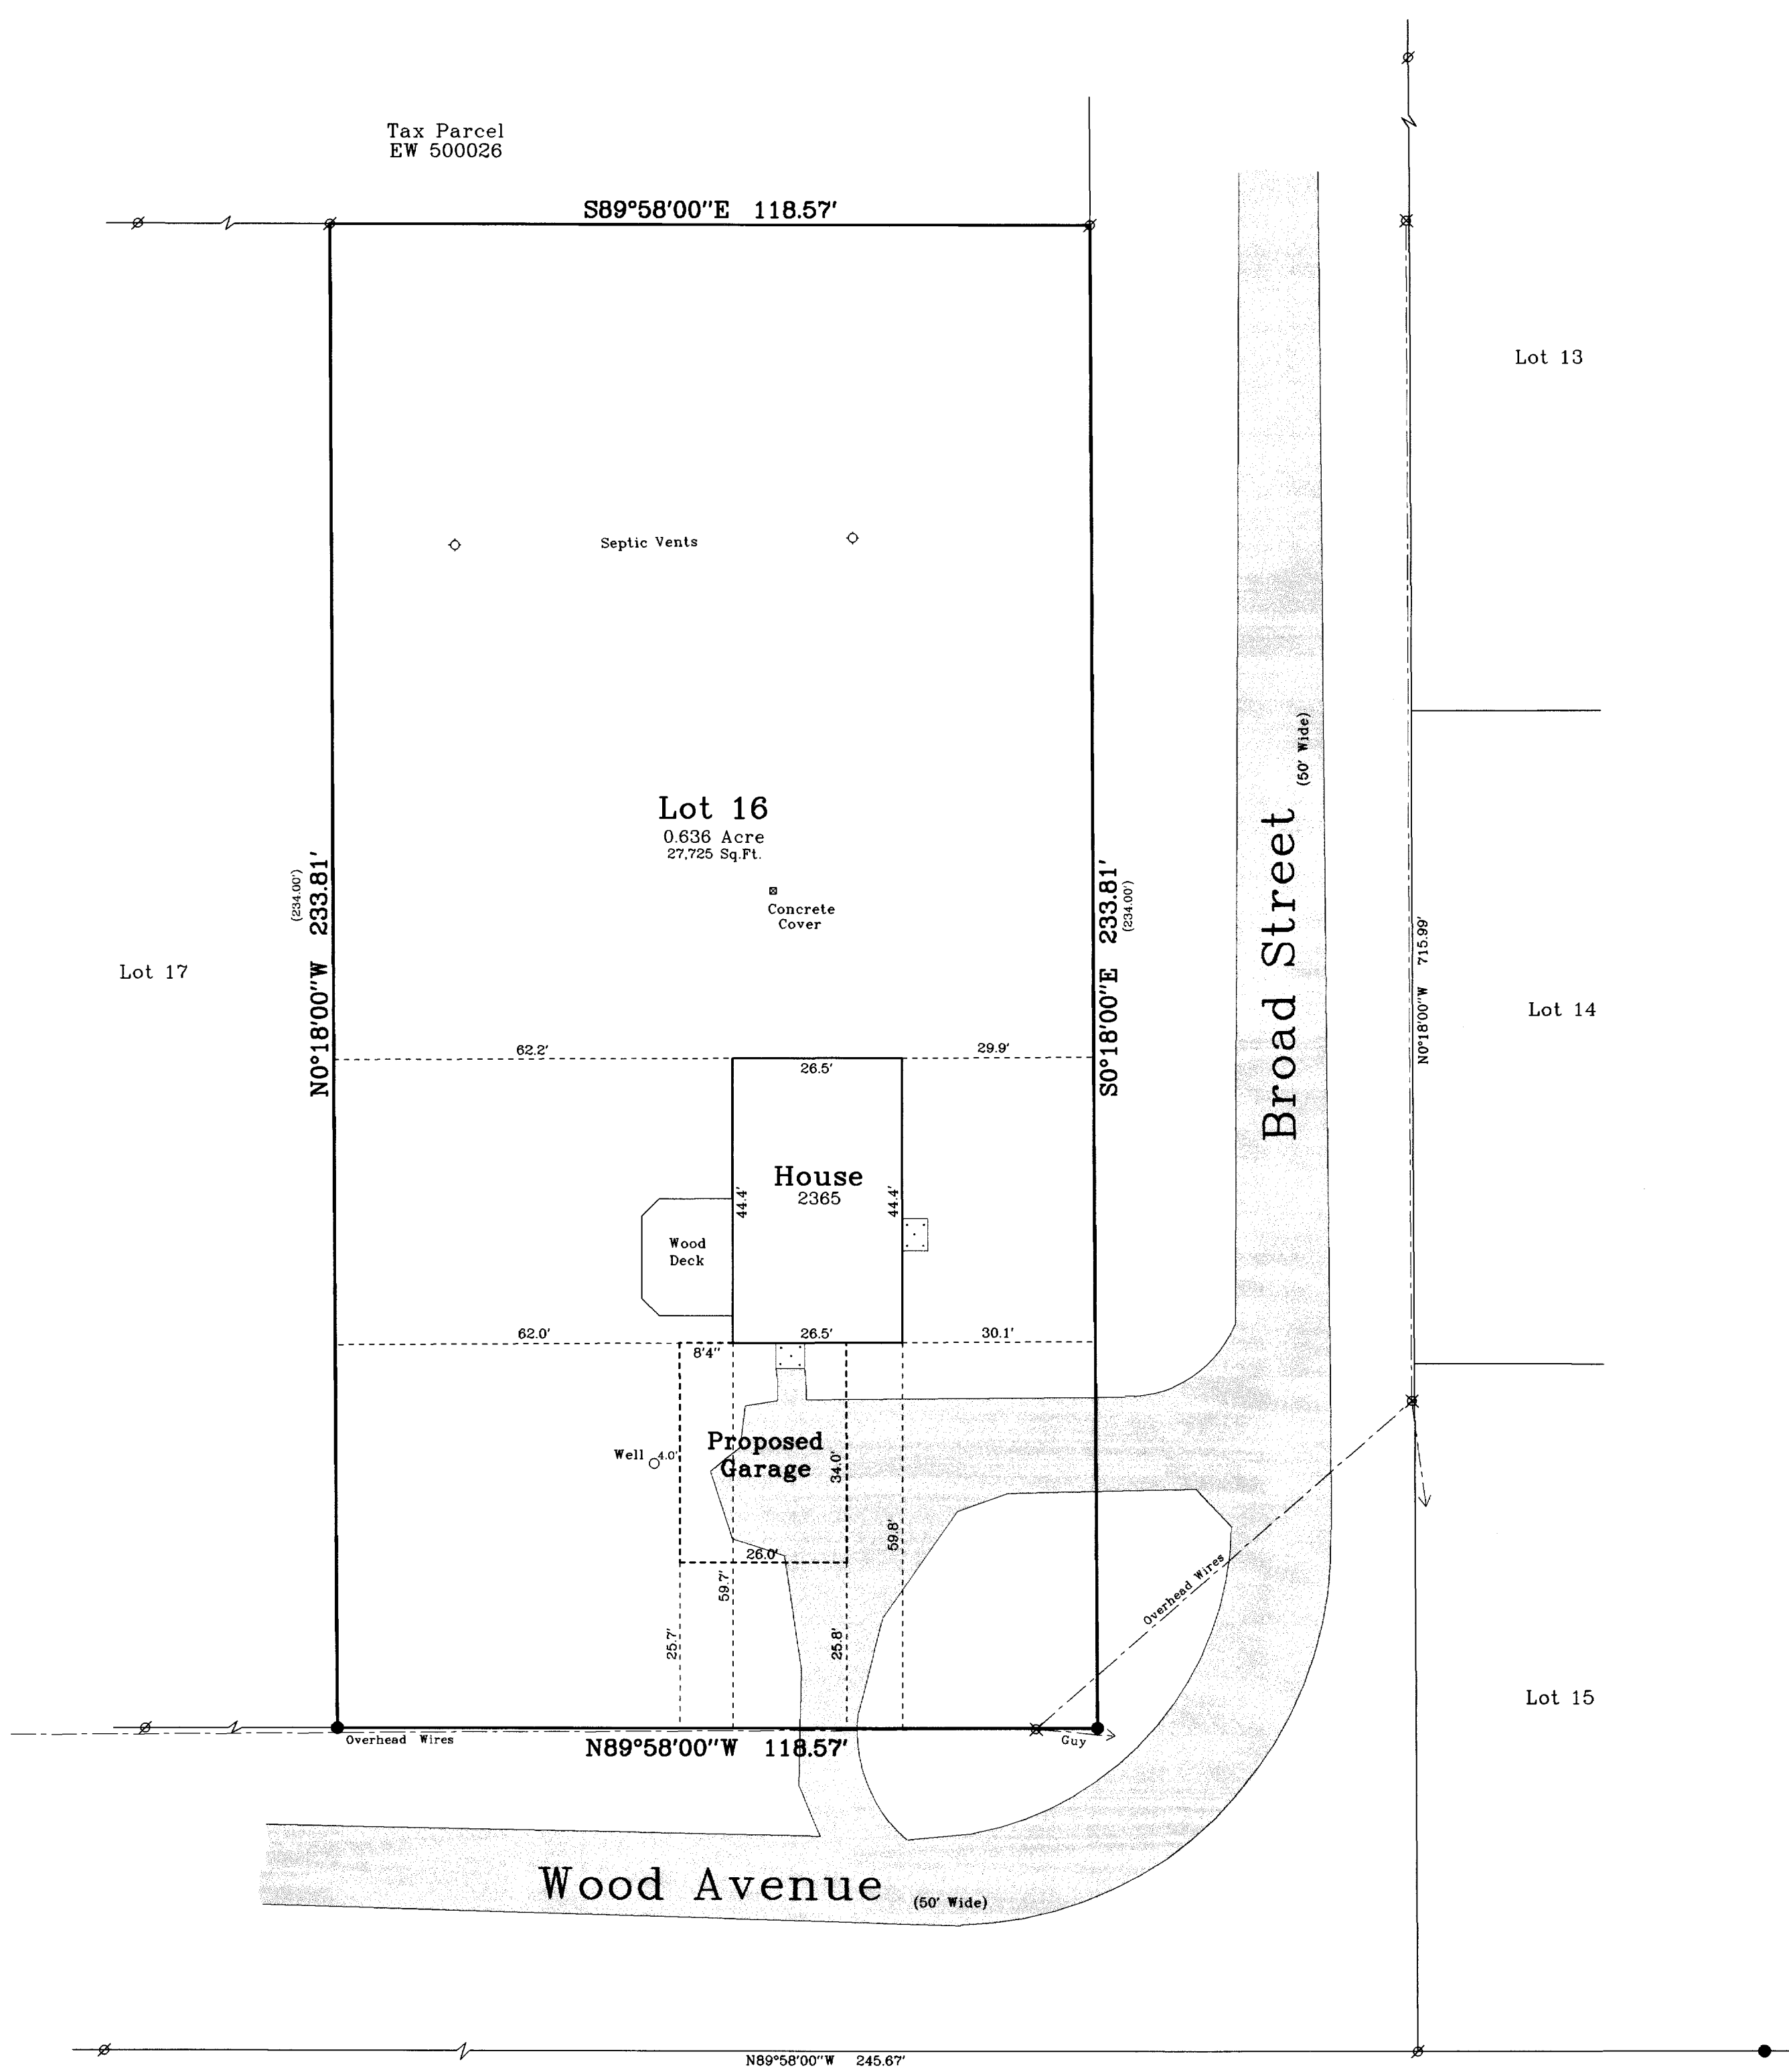 Tax Parcel
EW 500026
S89°58'00"E 118.57'
Lot 13
Septic Vents
(50' Wide)
Broad Street
Lot 16
0.636 Acre
27,725 Sq.Ft.
Concrete
Cover
(234.00')
N0°18'00"W 233.81'
S0°18'00"E 233.81'
(234.00')
N0°18'00"W 715.99'
Lot 17
Lot 14
62.2'
26.5'
29.9'
House
2365
44.4'
44.4'
Wood
Deck
62.0'
26.5'
30.1'
8'4"
Well
4.0'
Proposed
Garage
34.0'
26.0'
59.7'
59.8'
25.7'
25.8'
Overhead Wires
Lot 15
Overhead Wires
N89°58'00"W 118.57'
Guy
Wood Avenue
(50' Wide)
N89°58'00"W 245.67'